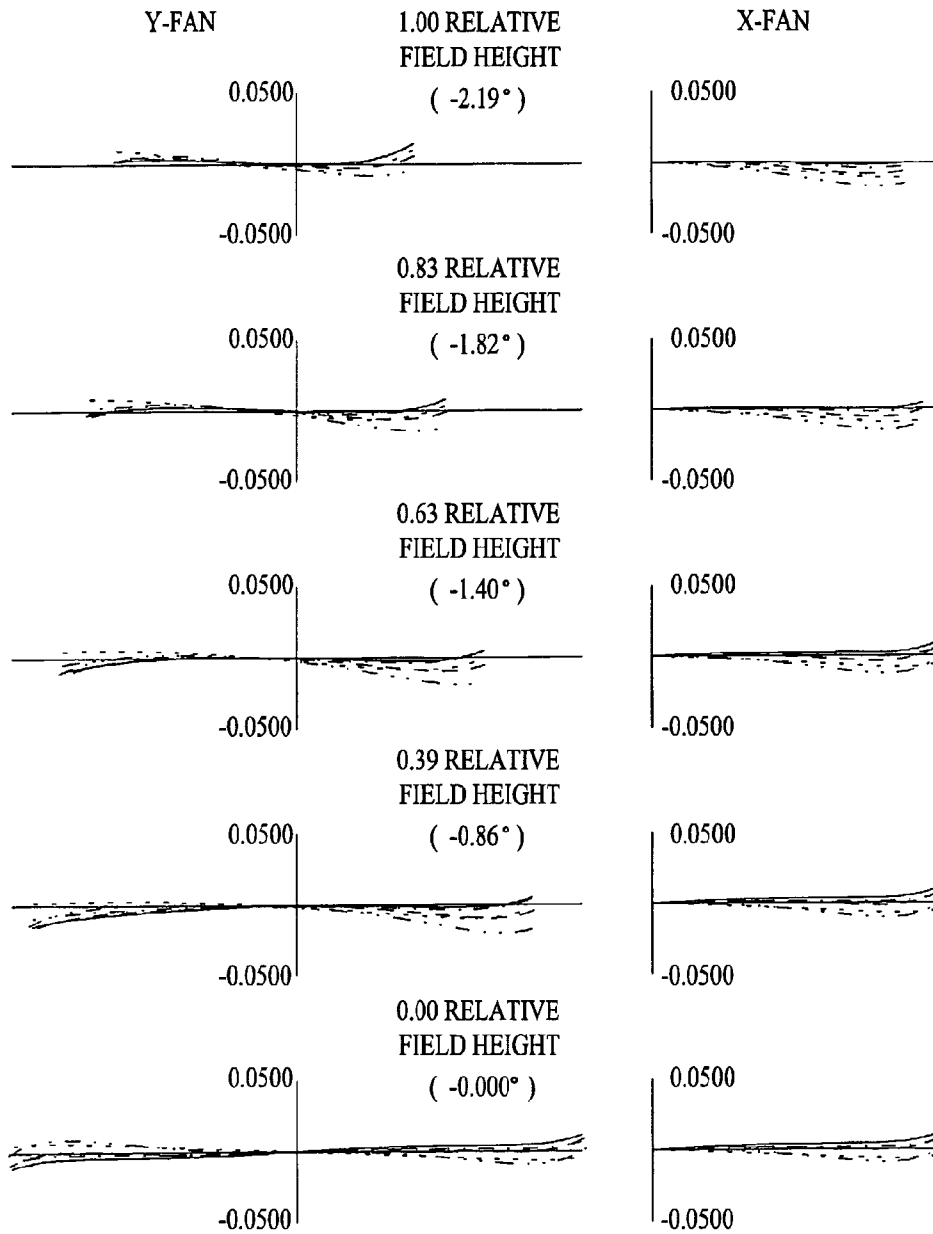 Y-FAN
1.00 RELATIVE
FIELD HEIGHT
( -2.19° )
X-FAN
0.0500
-0.0500
0.0500
-0.0500
0.83 RELATIVE
FIELD HEIGHT
( -1.82° )
0.0500
-0.0500
0.0500
-0.0500
0.63 RELATIVE
FIELD HEIGHT
( -1.40° )
0.0500
-0.0500
0.0500
-0.0500
0.39 RELATIVE
FIELD HEIGHT
( -0.86° )
0.0500
-0.0500
0.0500
-0.0500
0.00 RELATIVE
FIELD HEIGHT
( -0.000° )
0.0500
-0.0500
0.0500
-0.0500